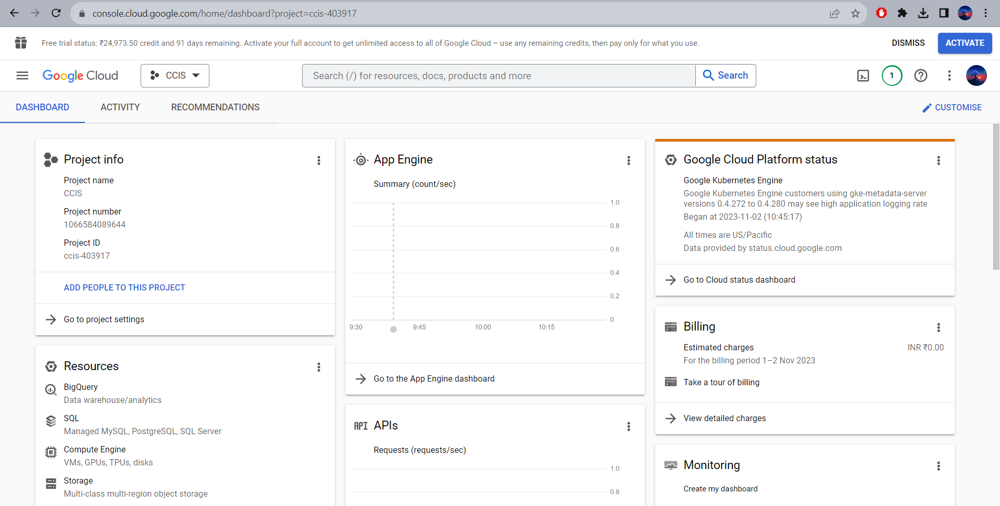 console.cloud.google.com/home/dashboard?project=ccis-403917
Free trial status: ₹24,973.50 credit and 91 days remaining. Activate your full account to get unlimited access to all of Google Cloud – use any remaining credits, then pay only for what you use.
DISMISS
ACTIVATE
Google Cloud
CCIS
Search (/) for resources, docs, products and more
Search
1
DASHBOARD
ACTIVITY
RECOMMENDATIONS
CUSTOMISE
Project info
Project name
CCIS
Project number
1066584089644
Project ID
ccis-403917
ADD PEOPLE TO THIS PROJECT
Go to project settings
Resources
BigQuery
Data warehouse/analytics
SQL
Managed MySQL, PostgreSQL, SQL Server
Compute Engine
VMs, GPUs, TPUs, disks
Storage
Multi-class multi-region object storage
App Engine
Summary (count/sec)
1.0
0.8
0.6
0.4
0.2
0
9:30
9:45
10:00
10:15
Go to the App Engine dashboard
API APIs
Requests (requests/sec)
1.0
0.8
Google Cloud Platform status
Google Kubernetes Engine
Google Kubernetes Engine customers using gke-metadata-server
versions 0.4.272 to 0.4.280 may see high application logging rate
Began at 2023-11-02 (10:45:17)
All times are US/Pacific
Data provided by status.cloud.google.com
Go to Cloud status dashboard
Billing
Estimated charges
INR ₹0.00
For the billing period 1–2 Nov 2023
Take a tour of billing
View detailed charges
Monitoring
Create my dashboard